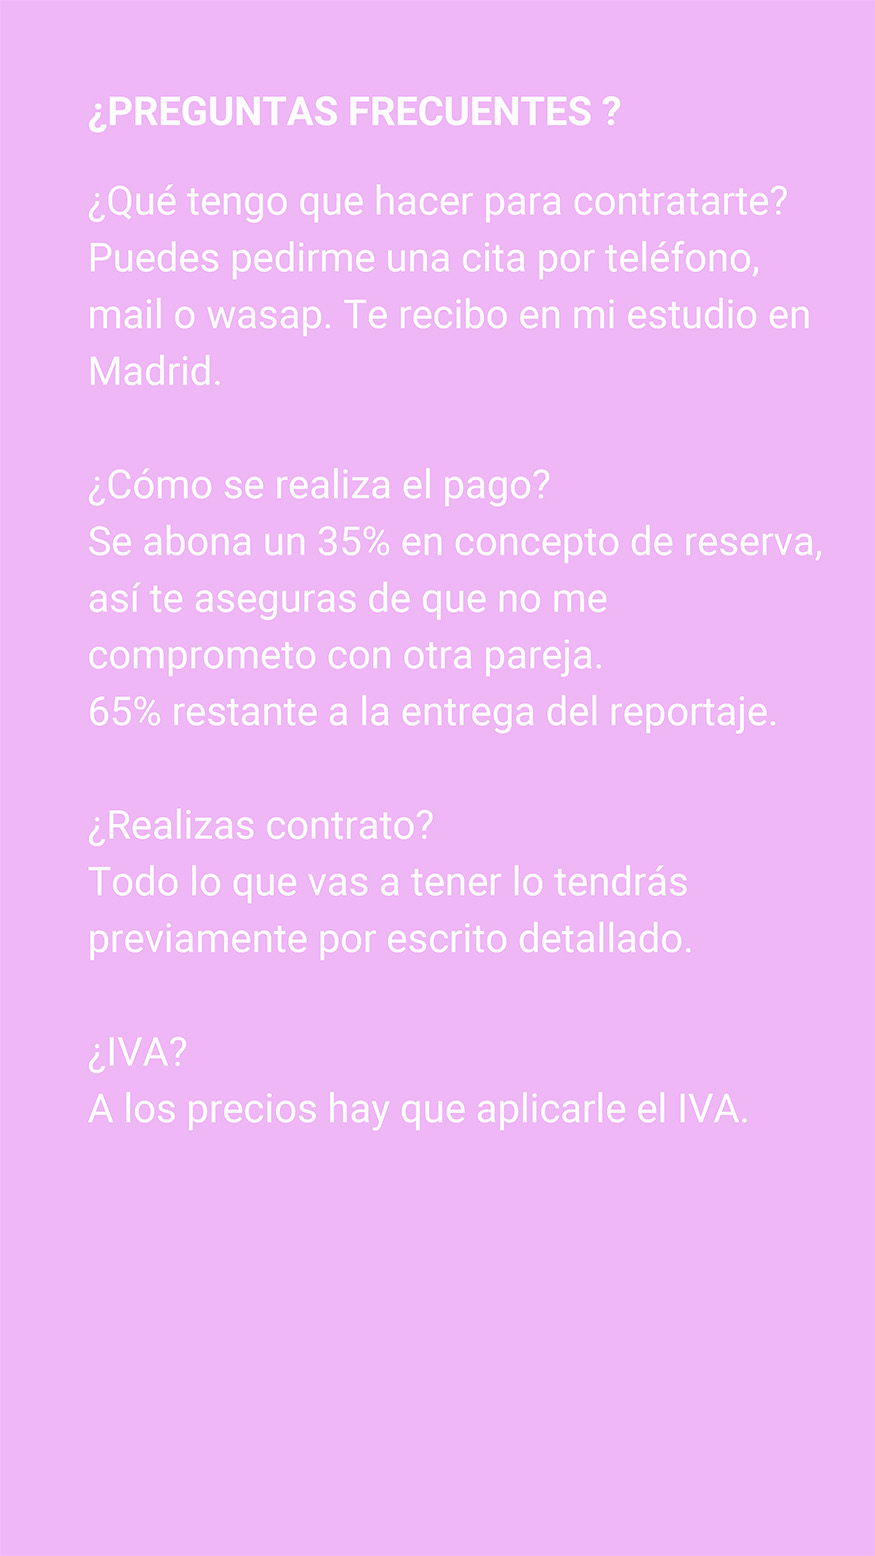 ¿PREGUNTAS FRECUENTES ?
¿Qué tengo que hacer para contratarte?
Puedes pedirme una cita por teléfono,
mail o wasap. Te recibo en mi estudio en
Madrid.
¿Cómo se realiza el pago?
Se abona un 35% en concepto de reserva,
así te aseguras de que no me
comprometo con otra pareja.
65% restante a la entrega del reportaje.
¿Realizas contrato?
Todo lo que vas a tener lo tendrás
previamente por escrito detallado.
¿IVA?
A los precios hay que aplicarle el IVA.